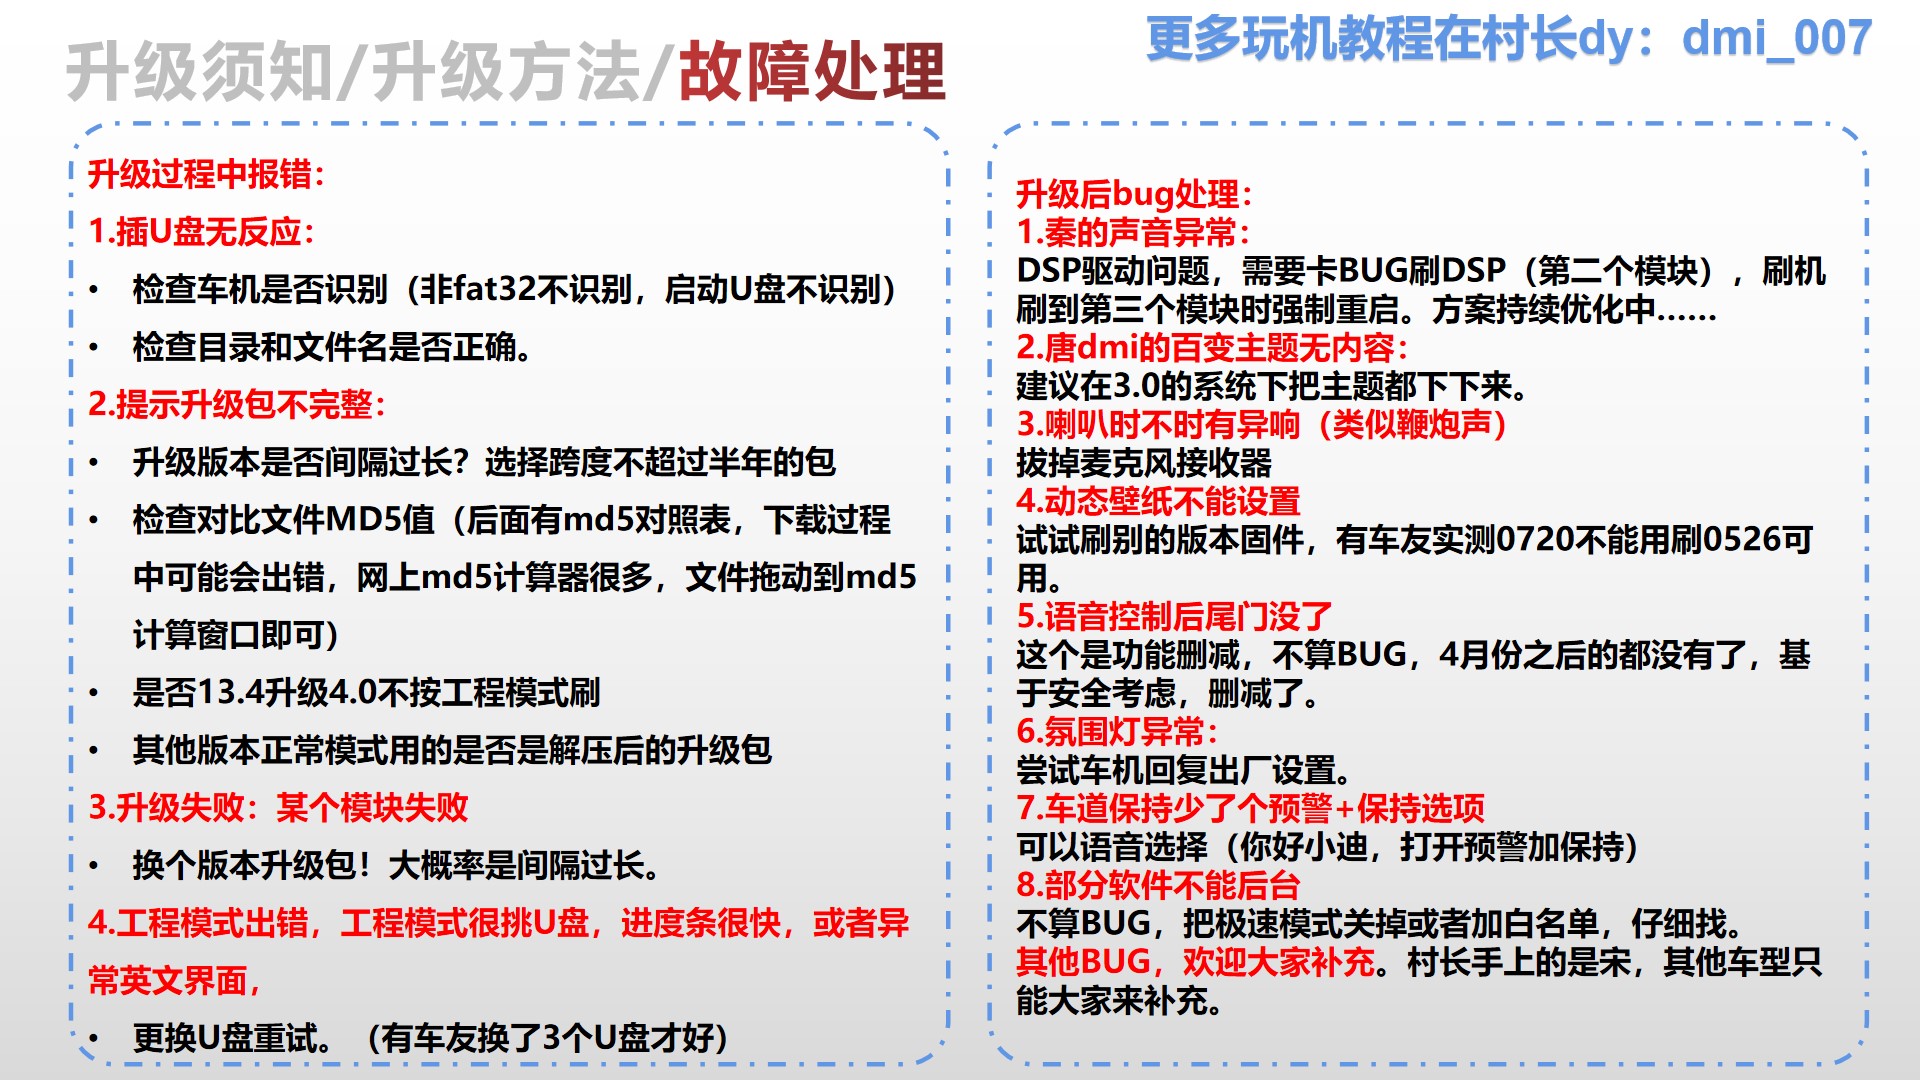 更多玩机教程在村长dy：dmi_007
升级须知/升级方法/故障处理
升级过程中报错：
1.插U盘无反应：
• 检查车机是否识别（非fat32不识别，启动U盘不识别）
• 检查目录和文件名是否正确。
2.提示升级包不完整：
• 升级版本是否间隔过长？选择跨度不超过半年的包
• 检查对比文件MD5值（后面有md5对照表，下载过程
中可能会出错，网上md5计算器很多，文件拖动到md5
计算窗口即可）
• 是否13.4升级4.0不按工程模式刷
• 其他版本正常模式用的是否是解压后的升级包
3.升级失败：某个模块失败
• 换个版本升级包！大概率是间隔过长。
4.工程模式出错，工程模式很挑U盘，进度条很快，或者异
常英文界面，
• 更换U盘重试。（有车友换了3个U盘才好）
升级后bug处理：
1.秦的声音异常：
DSP驱动问题，需要卡BUG刷DSP（第二个模块），刷机
刷到第三个模块时强制重启。方案持续优化中......
2.唐dmi的百变主题无内容：
建议在3.0的系统下把主题都下下来。
3.喇叭时不时有异响（类似鞭炮声）
拔掉麦克风接收器
4.动态壁纸不能设置
试试刷别的版本固件，有车友实测0720不能用刷0526可
用。
5.语音控制后尾门没了
这个是功能删减，不算BUG，4月份之后的都没有了，基
于安全考虑，删减了。
6.氛围灯异常：
尝试车机回复出厂设置。
7.车道保持少了个预警+保持选项
可以语音选择（你好小迪，打开预警加保持）
8.部分软件不能后台
不算BUG，把极速模式关掉或者加白名单，仔细找。
其他BUG，欢迎大家补充。村长手上的是宋，其他车型只
能大家来补充。